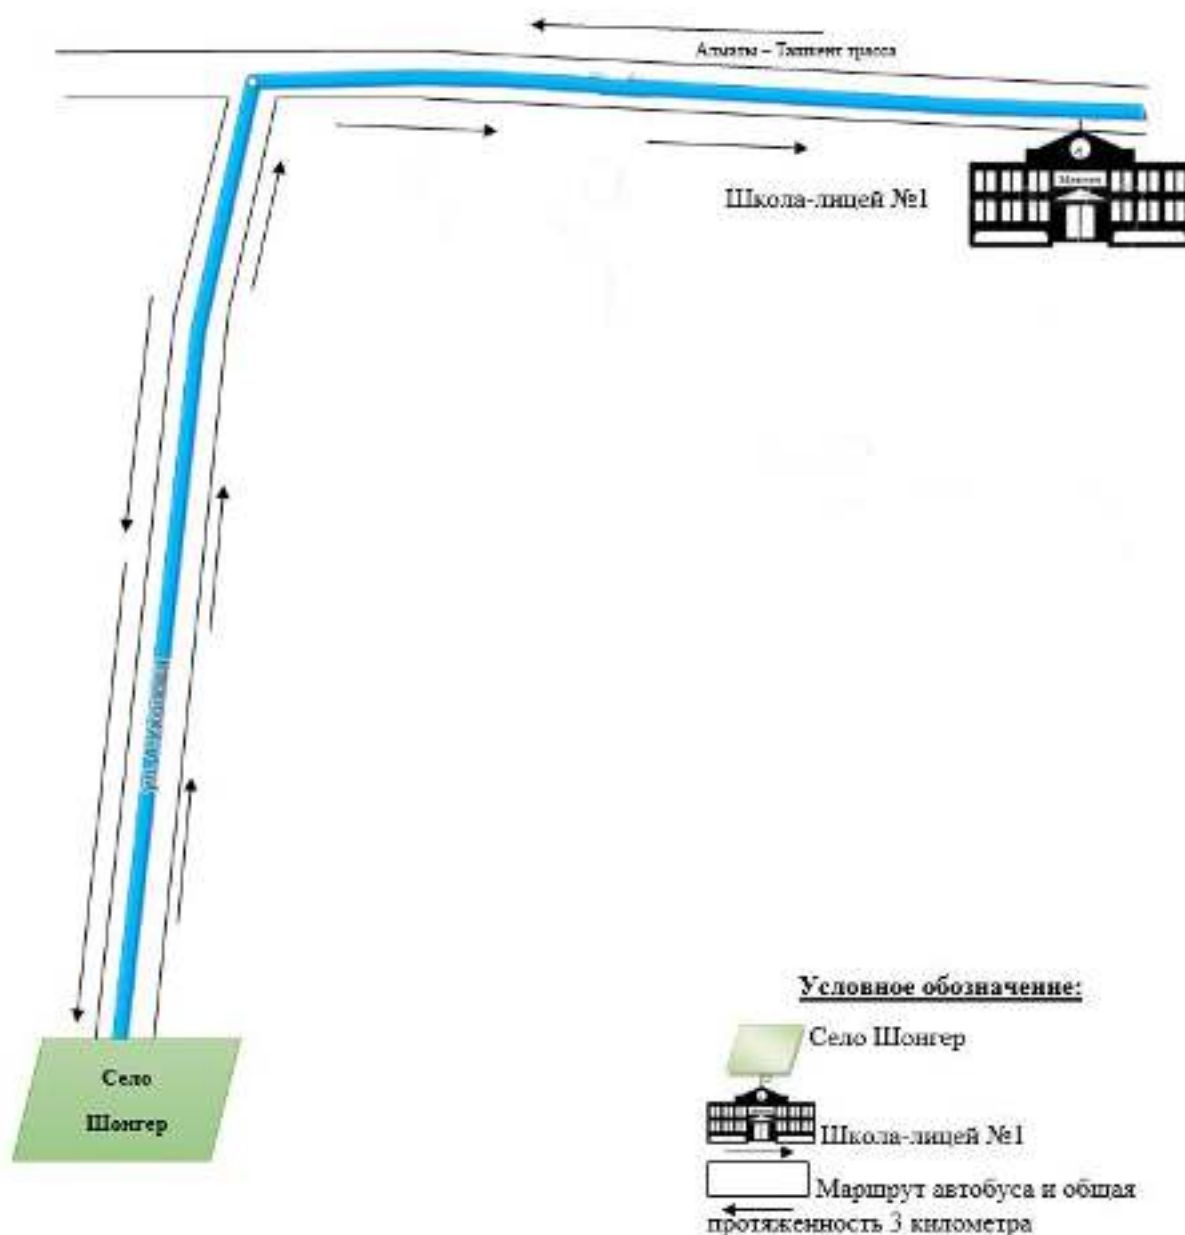 Алматы – Ташкент трасса
Школа-лицей №1
Село
Шонгер
Условное обозначение:
Село Шонгер
Школа-лицей №1
Маршрут автобуса и общая
протяженность 3 километра